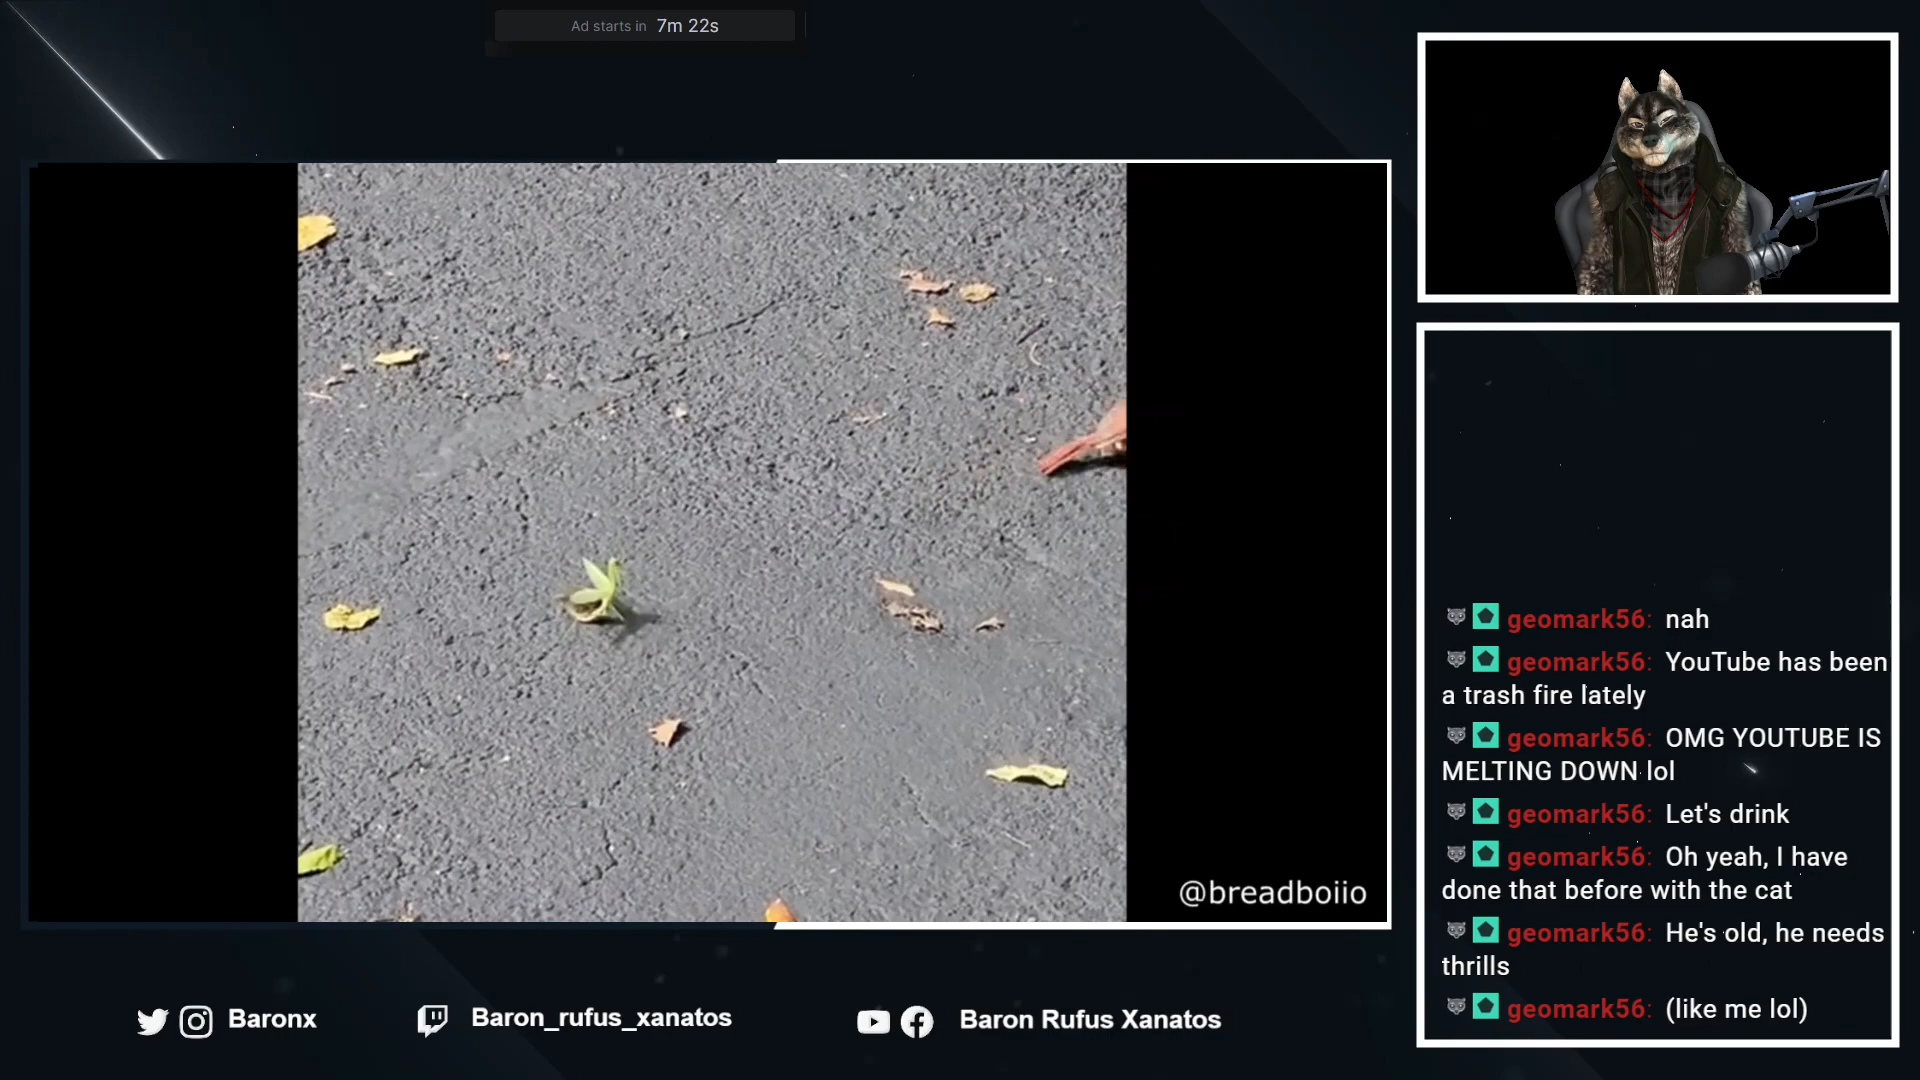 Ad starts in 7m 22s
@breadboiio
geomark56: nah
geomark56: YouTube has been
a trash fire lately
geomark56: OMG YOUTUBE IS
MELTING DOWN lol
geomark56: Let's drink
geomark56: Oh yeah, I have
done that before with the cat
geomark56: He's old, he needs
thrills
geomark56: (like me lol)
Baronx
Baron_rufus_xanatos
Baron Rufus Xanatos